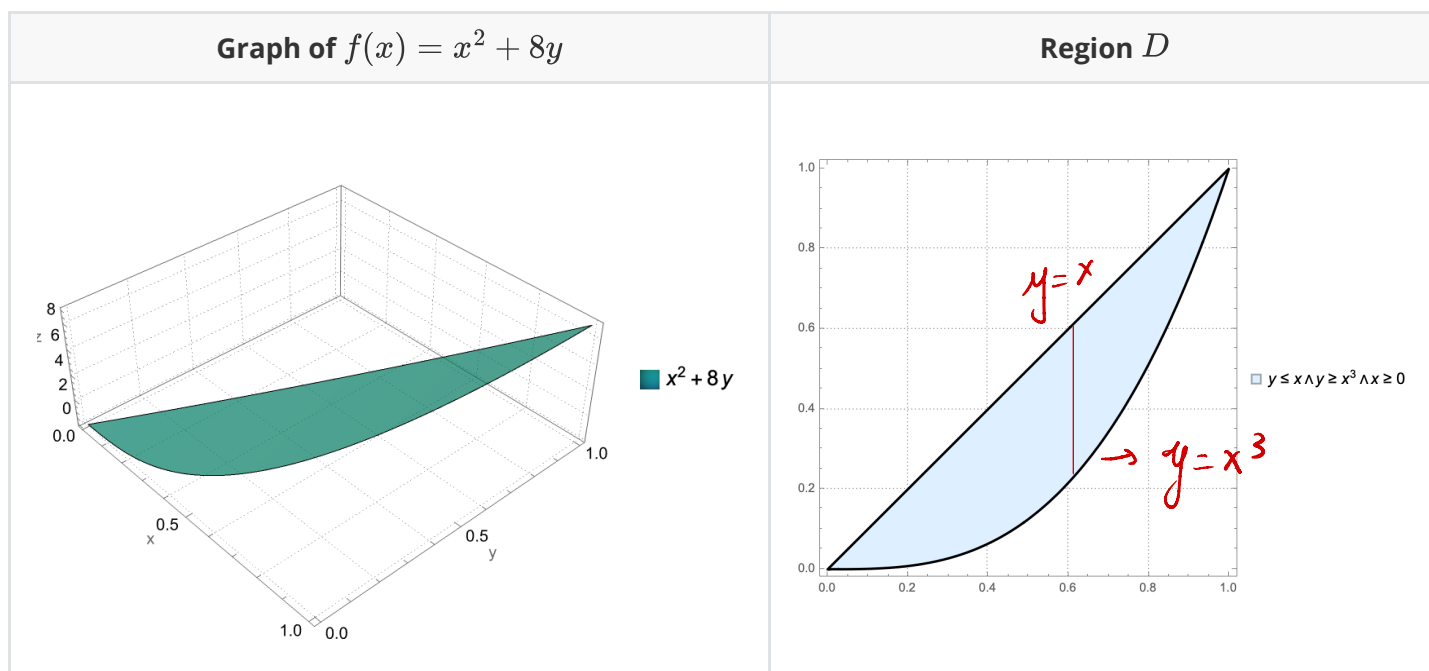 Graph of f(x) = x² + 8y
Region D
8
z
6
4
2
0
0.0
0.5
x
1.0
0.0
0.5
y
1.0
x² + 8 y
1.0
0.8
0.6
0.4
0.2
0.0
0.0 0.2 0.4 0.6 0.8 1.0
y = x
→ y = x³
y ≤ x ∧ y ≥ x³ ∧ x ≥ 0